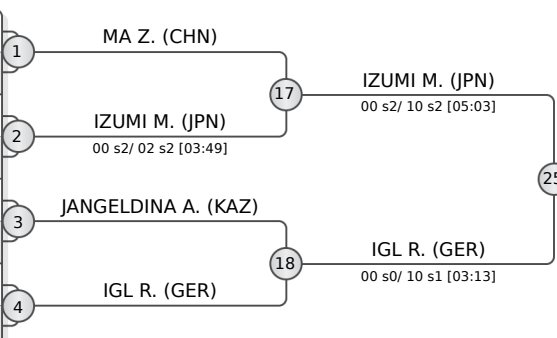 MA Z. (CHN)
1
17
IZUMI M. (JPN)
00 s2/ 10 s2 [05:03]
IZUMI M. (JPN)
2
00 s2/ 02 s2 [03:49]
25
JANGELDINA A. (KAZ)
3
18
IGL R. (GER)
00 s0/ 10 s1 [03:13]
IGL R. (GER)
4